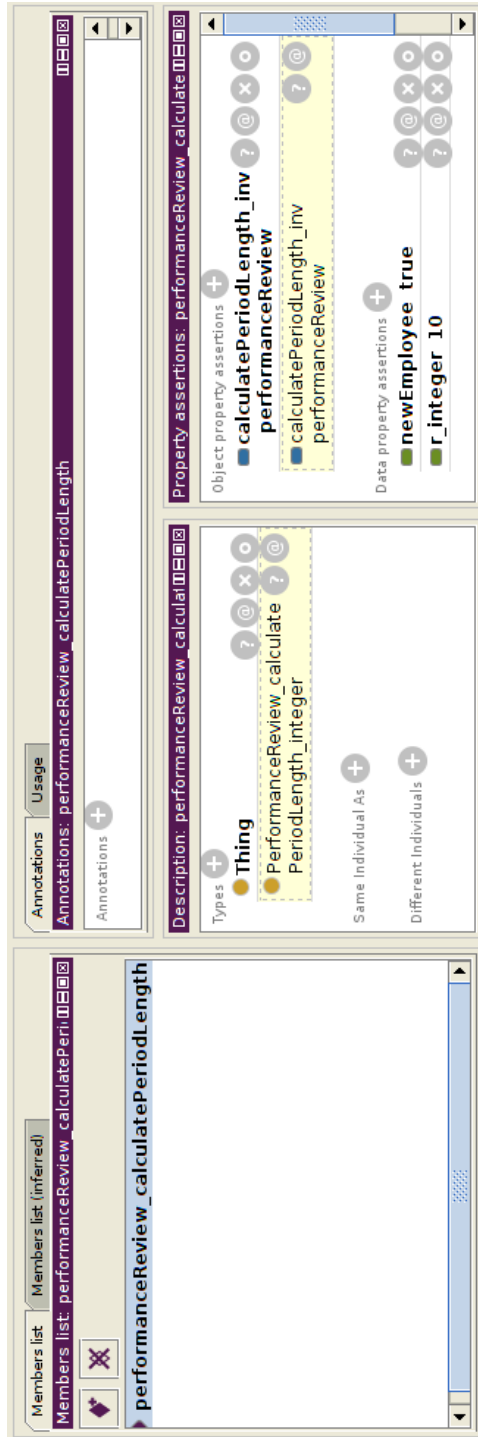 Members list
Members list (inferred)
Members list: performanceReview_calculatePeri
performanceReview_calculatePeriodLength
Annotations
Usage
Annotations: performanceReview_calculatePeriodLength
Annotations
Description: performanceReview_calculat
Types
Thing
PerformanceReview_calculate
PeriodLength_integer
Same Individual As
Different Individuals
Property assertions: performanceReview_calculate
Object property assertions
calculatePeriodLength_inv
performanceReview
calculatePeriodLength_inv
performanceReview
Data property assertions
newEmployee true
r_integer 10